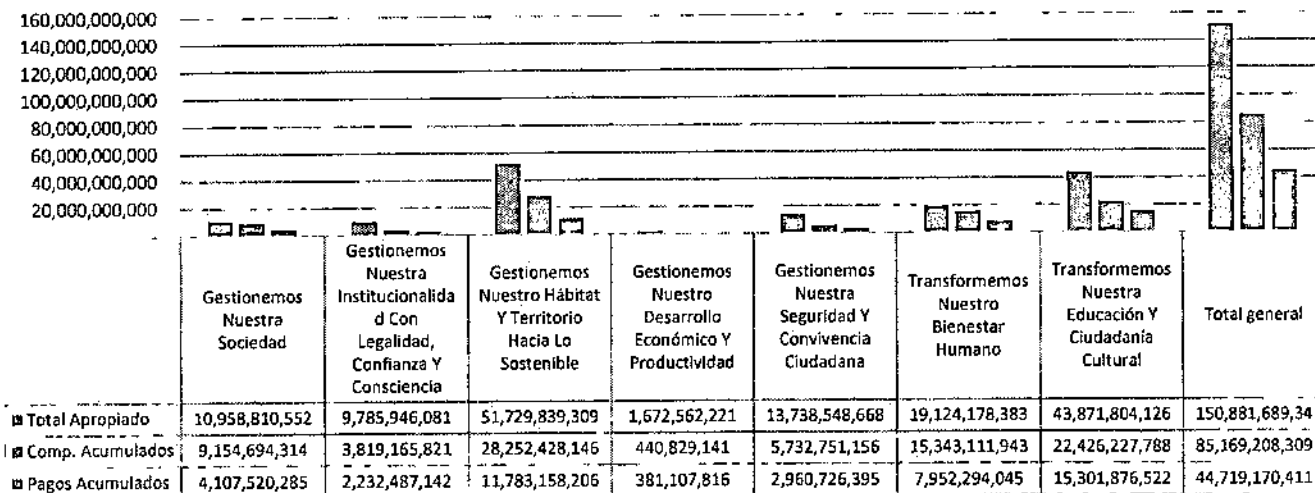 160,000,000,000
140,000,000,000
120,000,000,000
100,000,000,000
80,000,000,000
60,000,000,000
40,000,000,000
20,000,000,000
-
Gestionemos
Nuestra
Sociedad
Gestionemos
Nuestra
Institucionalida
d Con
Legalidad,
Confianza Y
Consciencia
Gestionemos
Nuestro Hábitat
Y Territorio
Hacia Lo
Sostenible
Gestionemos
Nuestro
Desarrollo
Económico Y
Productividad
Gestionemos
Nuestra
Seguridad Y
Convivencia
Ciudadana
Transformemos
Nuestro
Bienestar
Humano
Transformemos
Nuestra
Educación Y
Ciudadanía
Cultural
Total general
Total Apropiado 10,958,810,552 9,785,946,081 51,729,839,309 1,672,562,221 13,738,548,668 19,124,178,383 43,871,804,126 150,881,689,34
Comp. Acumulados 9,154,694,314 3,819,165,821 28,252,428,146 440,829,141 5,732,751,156 15,343,111,943 22,426,227,788 85,169,208,309
Pagos Acumulados 4,107,520,285 2,232,487,142 11,783,158,206 381,107,816 2,960,726,395 7,952,294,045 15,301,876,522 44,719,170,411